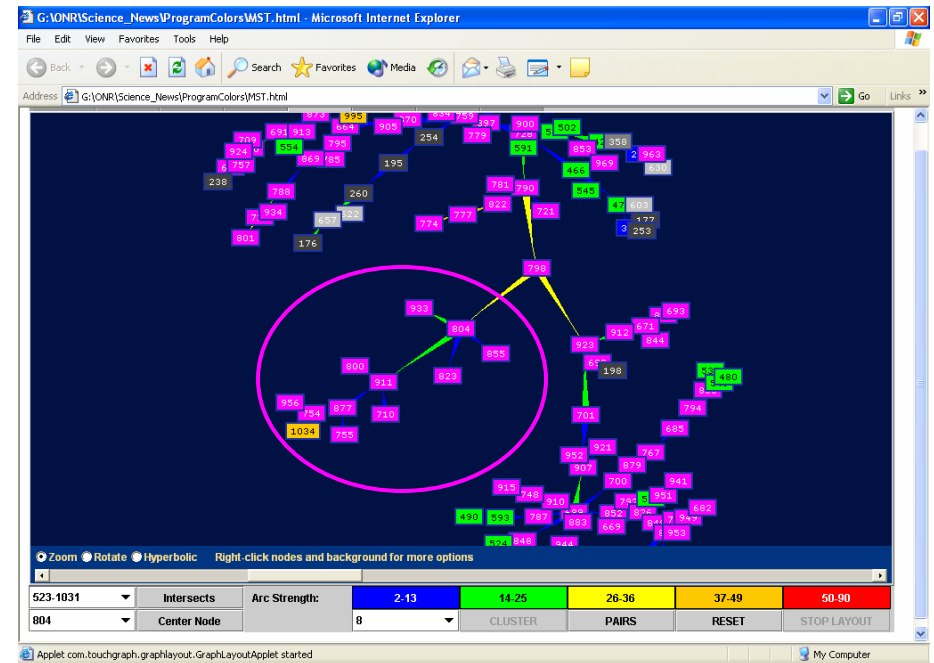 G:\ONR\Science_News\ProgramColors\MST.html - Microsoft Internet Explorer
File Edit View Favorites Tools Help
Back Search Favorites Media
Address G:\ONR\Science_News\ProgramColors\MST.html Go Links »
995
900
905 254 779 502
691 913 664 591 853 358
554 795 2 963
924 869 195 969 630
757 466
238 781 790 545
788 260 822 603
934 657 777 721 177
774 253
801 176
798
933 693
804 671
912 844
923
855
800 198
911 823 480
956 877 710 701 794
754
1034 755 685
921
952 767
907 879
700 941
915 748 951
910 682
490 593 787 883 852
669 953
524 848 944
Zoom Rotate Hyperbolic Right-click nodes and background for more options
523-1031 Intersects Arc Strength: 2-13 14-25 26-36 37-49 50-90
804 Center Node 8 CLUSTER PAIRS RESET STOP LAYOUT
Applet com.touchgraph.graphlayout.GraphLayoutApplet started My Computer